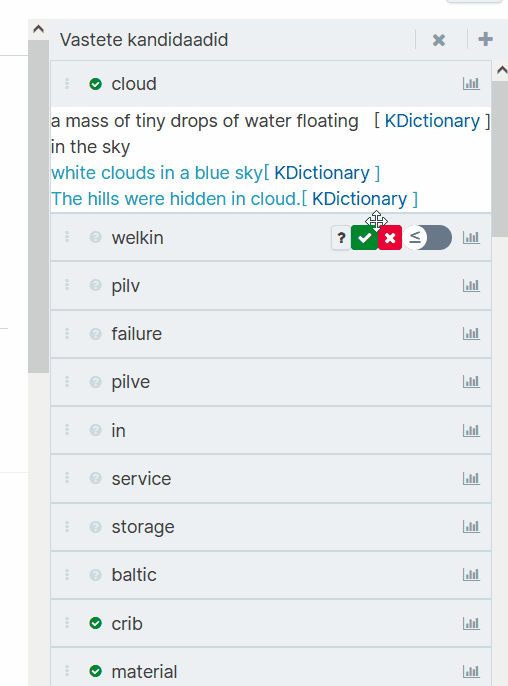 Vastete kandidaadid
cloud
a mass of tiny drops of water floating [ KDictionary ]
in the sky
white clouds in a blue sky[ KDictionary ]
The hills were hidden in cloud.[ KDictionary ]
welkin ? ≤
pilv
failure
pilve
in
service
storage
baltic
crib
material